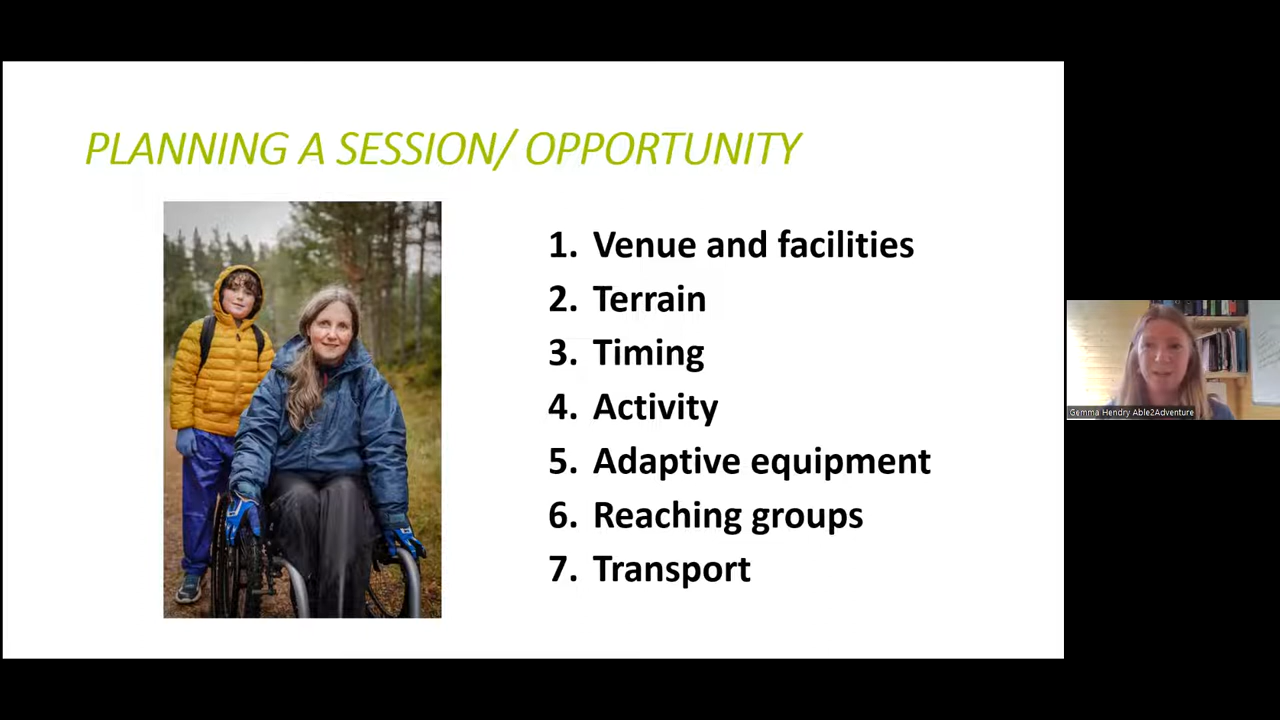 PLANNING A SESSION/ OPPORTUNITY
1. Venue and facilities
2. Terrain
3. Timing
4. Activity
5. Adaptive equipment
6. Reaching groups
7. Transport
Gemma Hendry Able2Adventure